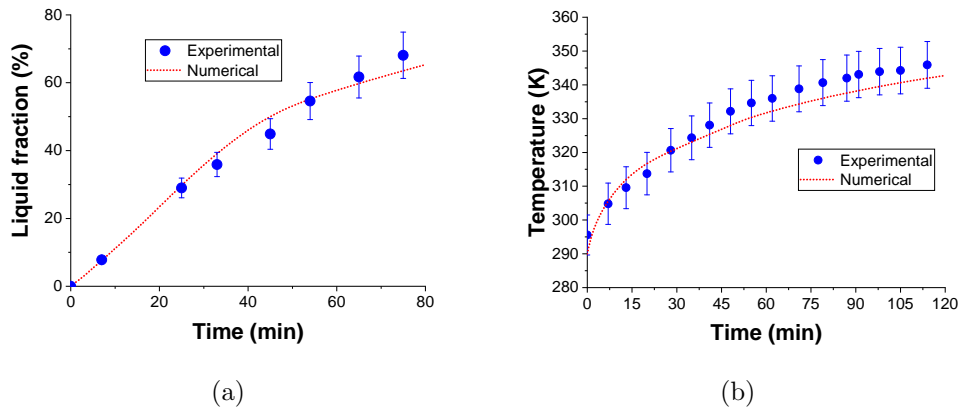 80
60
40
20
0
0 20 40 60 80
Liquid fraction (%)
Time (min)
Experimental
Numerical
(a)
360
350
340
330
320
310
300
290
280
0 15 30 45 60 75 90 105 120
Temperature (K)
Time (min)
Experimental
Numerical
(b)